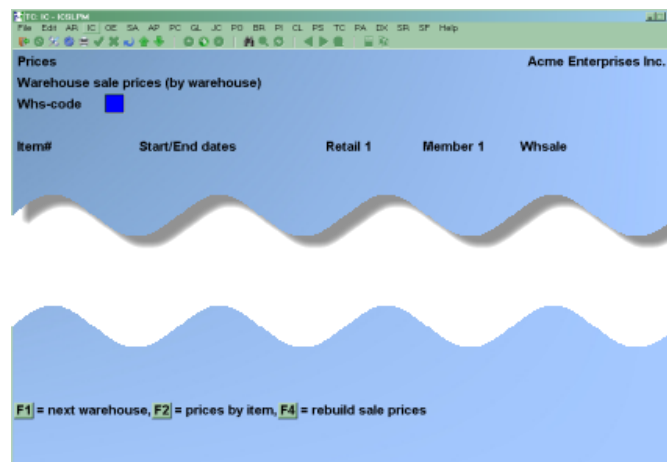 TC: IC - ICGLPM
File Edit AR IC OE SA AP PC GL JC PO BR PI CL PS TC PA DX SR SF Help
Prices Acme Enterprises Inc.
Warehouse sale prices (by warehouse)
Whs-code
Item# Start/End dates Retail 1 Member 1 Whsale
F1 = next warehouse, F2 = prices by item, F4 = rebuild sale prices